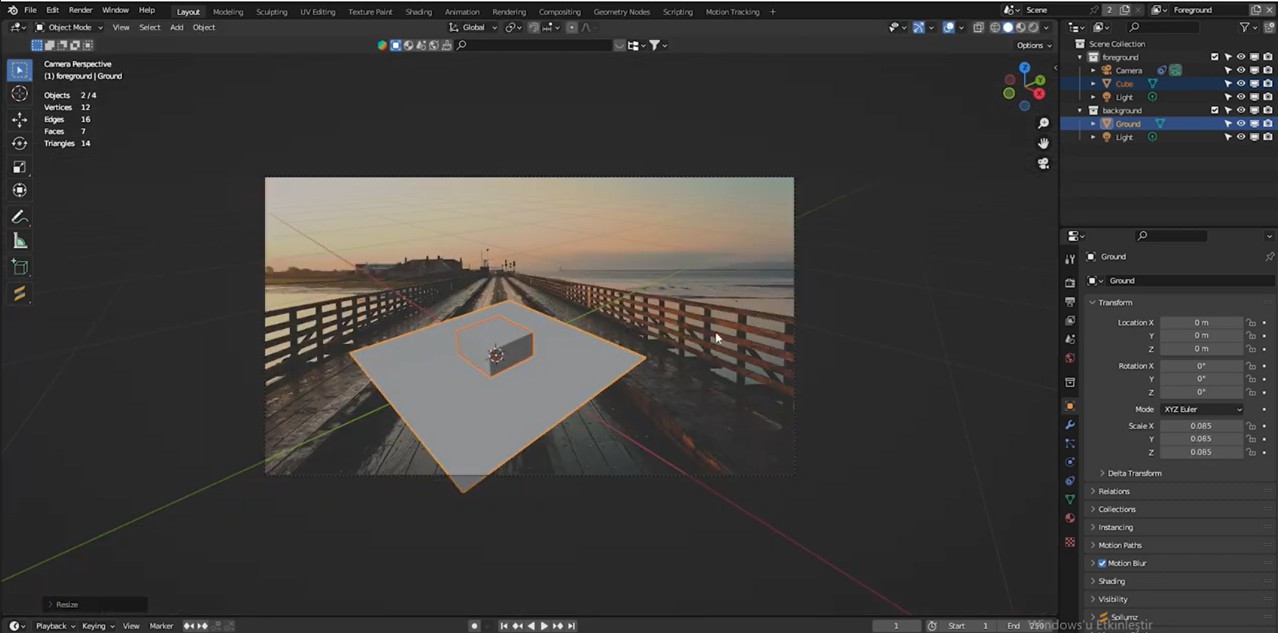 File Edit Render Window Help Layout Modeling Sculpting UV Editing Texture Paint Shading Animation Rendering Compositing Geometry Nodes Scripting Motion Tracking + Scene 2 Foreground
Object Mode View Select Add Object Global
Options
Camera Perspective
(1) foreground | Ground
Objects 2/4
Vertices 12
Edges 16
Faces 7
Triangles 14
Z
Y
X
Scene Collection
foreground
Camera
Cube
Light
background
Ground
Light
Ground
Ground
Transform
Location X 0 m
Y 0 m
Z 0 m
Rotation X 0°
Y 0°
Z 0°
Mode XYZ Euler
Scale X 0.085
Y 0.085
Z 0.085
Delta Transform
Relations
Collections
Instancing
Motion Paths
Motion Blur
Shading
Visibility
Resize
Playback Keying View Marker 1 Start 1 End 250
Windows'u Etkinleştir